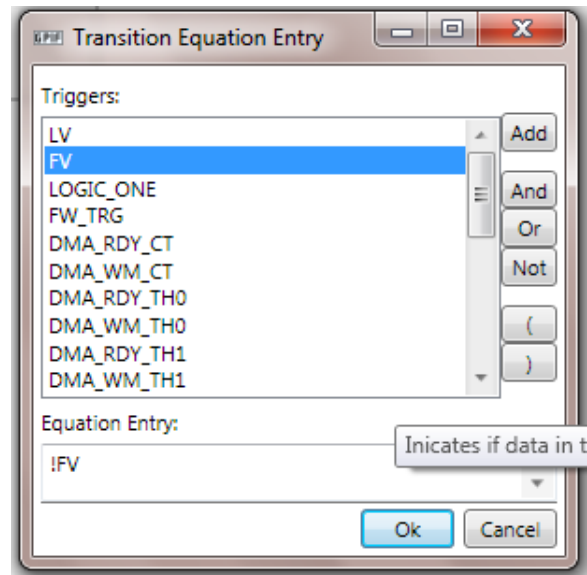 GPIF Transition Equation Entry
Triggers:
LV
FV
LOGIC_ONE
FW_TRG
DMA_RDY_CT
DMA_WM_CT
DMA_RDY_TH0
DMA_WM_TH0
DMA_RDY_TH1
DMA_WM_TH1
Add
And
Or
Not
(
)
Equation Entry:
Inicates if data in t
!FV
Ok
Cancel